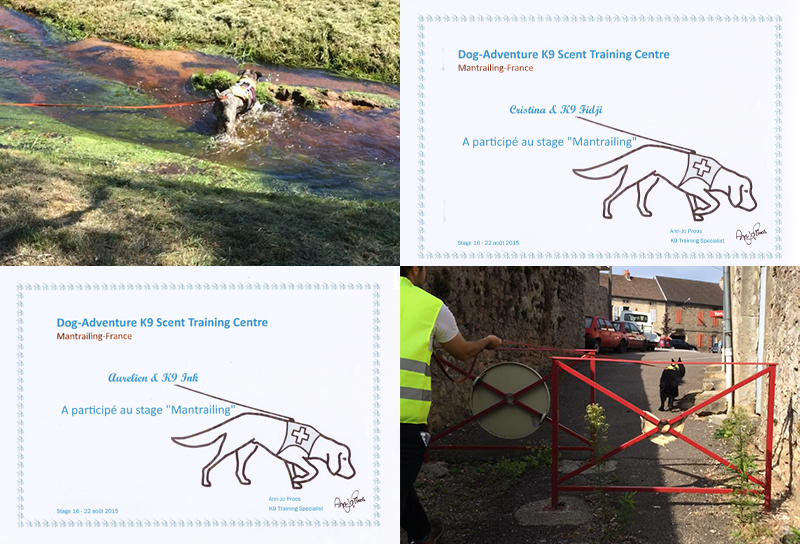 Dog-Adventure K9 Scent Training Centre
Mantrailing-France
Cristina & K9 Fidji
A participé au stage "Mantrailing"
Ann-Jo Proos
K9 Training Specialist
Stage 16 - 22 août 2015
Dog-Adventure K9 Scent Training Centre
Mantrailing-France
Aurelien & K9 Ink
A participé au stage "Mantrailing"
Ann-Jo Proos
K9 Training Specialist
Stage 16 - 22 août 2015